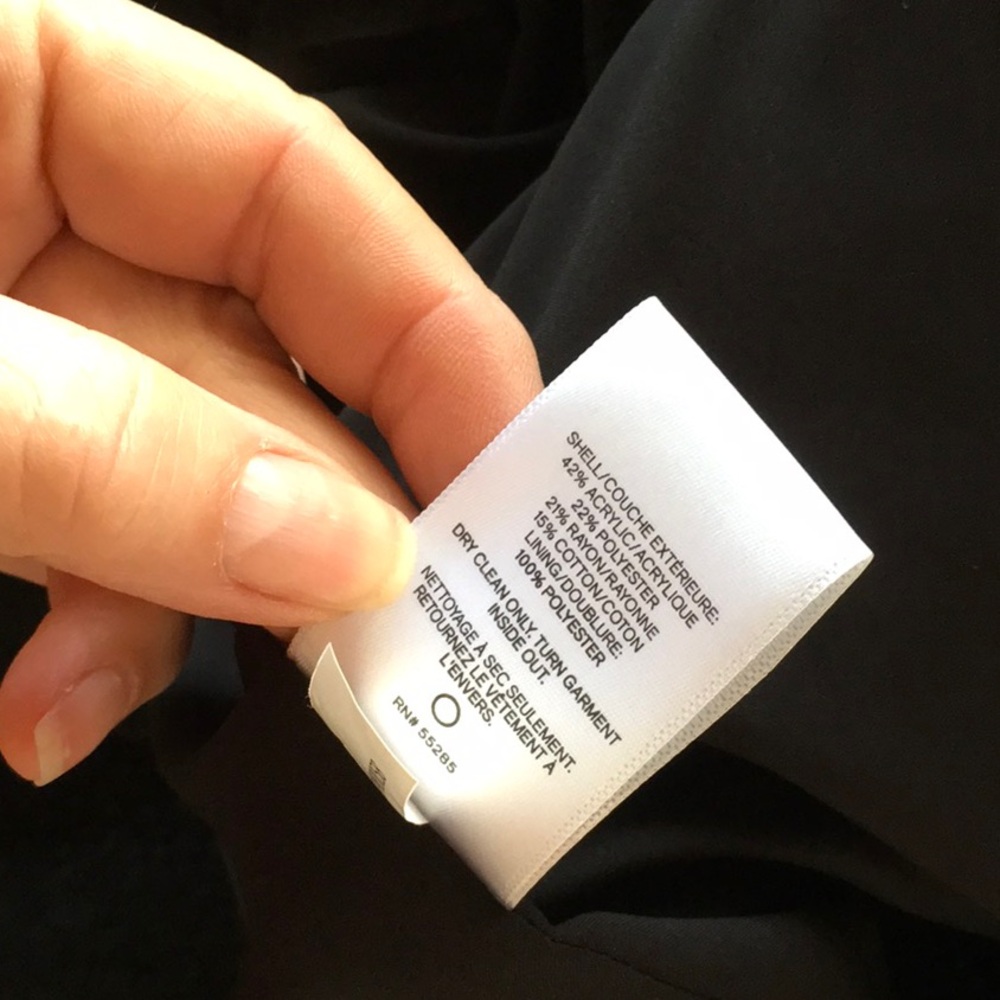 SHELL/COUCHE EXTÉRIEURE:
42% ACRYLIC/ACRYLIQUE
22% POLYESTER
21% RAYON/RAYONNE
15% COTTON/COTON
LINING/DOUBLURE:
100% POLYESTER
DRY CLEAN ONLY. TURN GARMENT
INSIDE OUT.
NETTOYAGE À SEC SEULEMENT.
RETOURNEZ LE VÊTEMENT À
L'ENVERS.
RN# 55285